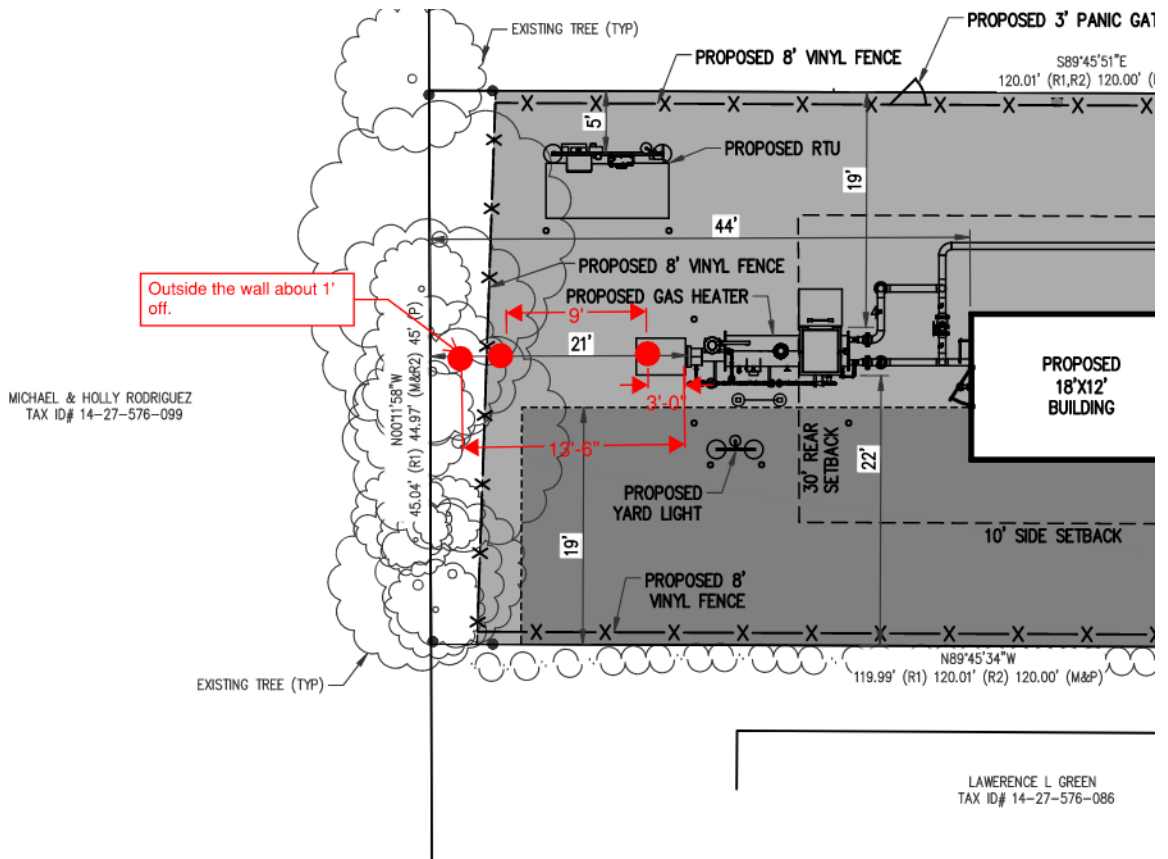 EXISTING TREE (TYP)
PROPOSED 3' PANIC GAT
PROPOSED 8' VINYL FENCE
S89°45'51"E
120.01' (R1,R2) 120.00' (
5'
PROPOSED RTU
19'
44'
PROPOSED 8' VINYL FENCE
Outside the wall about 1'
off.
PROPOSED GAS HEATER
9'
21'
4"
PROPOSED
18'X12'
BUILDING
MICHAEL & HOLLY RODRIGUEZ
TAX ID# 14-27-576-099
N00°11'58"W
45.04' (R1) 44.97' (M&R2) 45' (P)
3'-0"
13'-6"
30' REAR
SETBACK
22'
PROPOSED
YARD LIGHT
19'
10' SIDE SETBACK
PROPOSED 8'
VINYL FENCE
EXISTING TREE (TYP)
N89°45'34"W
119.99' (R1) 120.01' (R2) 120.00' (M&P)
LAWERENCE L GREEN
TAX ID# 14-27-576-086